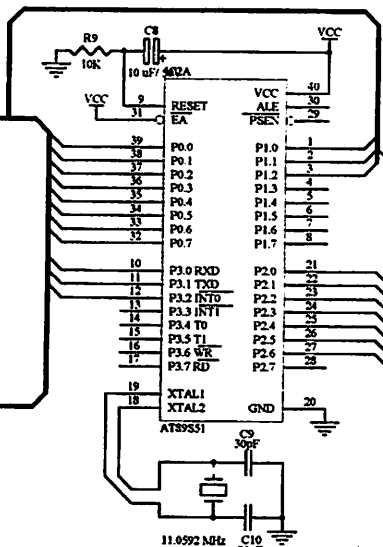 R9
10K
C8
10 uF/
VCC
VCC
9 RESET
31 EA
VCC 40
ALE 30
PSEN 29
39 P0.0
38 P0.1
37 P0.2
36 P0.3
35 P0.4
34 P0.5
33 P0.6
32 P0.7
P1.0 1
P1.1 2
P1.2 3
P1.3 4
P1.4 5
P1.5 6
P1.6 7
P1.7 8
10 P3.0 RXD
11 P3.1 TXD
12 P3.2 INT0
13 P3.3 INT1
14 P3.4 T0
15 P3.5 T1
16 P3.6 WR
17 P3.7 RD
P2.0 21
P2.1 22
P2.2 23
P2.3 24
P2.4 25
P2.5 26
P2.6 27
P2.7 28
19 XTAL1
18 XTAL2
GND 20
AT89S51
C9
30pF
11.0592 MHz
C10